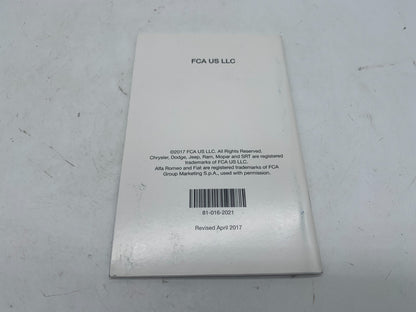 FCA US LLC
©2017 FCA US LLC. All Rights Reserved.
Chrysler, Dodge, Jeep, Ram, Mopar and SRT are registered
trademarks of FCA US LLC.
Alfa Romeo and Fiat are registered trademarks of FCA
Group Marketing S.p.A., used with permission.
81-016-2021
Revised April 2017